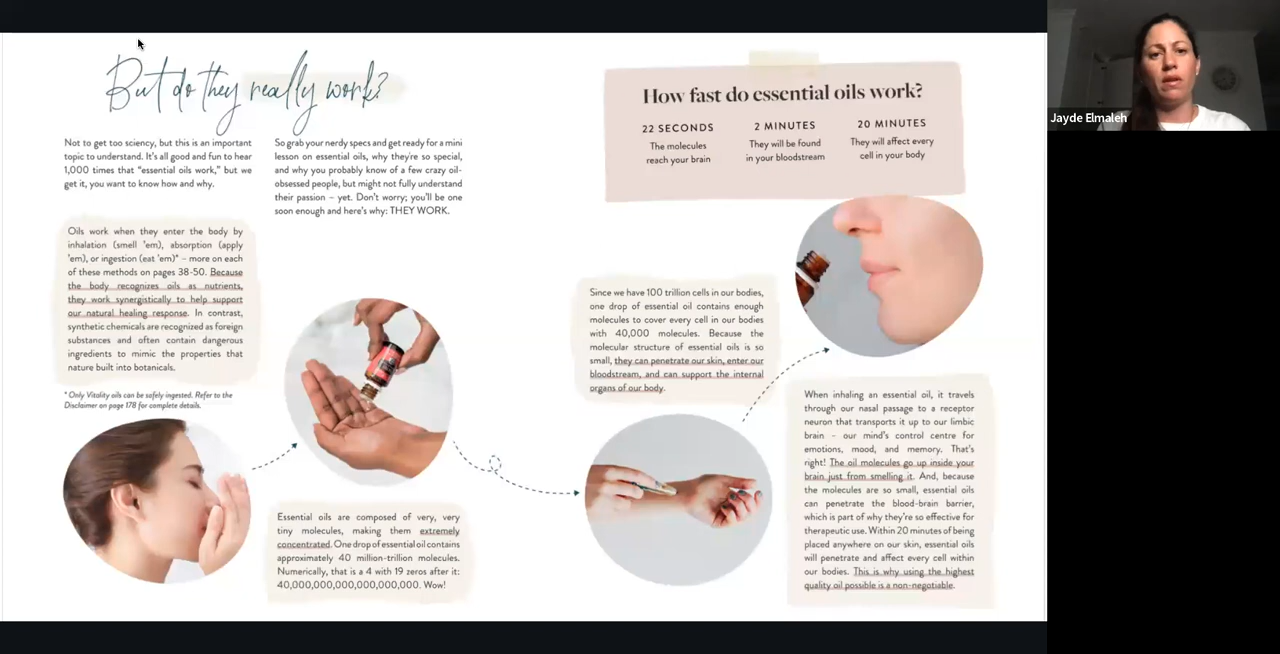 But do they really work?
Not to get too sciency, but this is an important
topic to understand. It's all good and fun to hear
1,000 times that "essential oils work," but we
get it, you want to know how and why.
So grab your nerdy specs and get ready for a mini
lesson on essential oils, why they're so special,
and why you probably know of a few crazy oil-
obsessed people, but might not fully understand
their passion – yet. Don't worry; you'll be one
soon enough and here's why: THEY WORK.
Oils work when they enter the body by
inhalation (smell 'em), absorption (apply
'em), or ingestion (eat 'em)* – more on each
of these methods on pages 38-50. Because
the body recognizes oils as nutrients,
they work synergistically to help support
our natural healing response. In contrast,
synthetic chemicals are recognized as foreign
substances and often contain dangerous
ingredients to mimic the properties that
nature built into botanicals.
* Only Vitality oils can be safely ingested. Refer to the
Disclaimer on page 178 for complete details.
Essential oils are composed of very, very
tiny molecules, making them extremely
concentrated. One drop of essential oil contains
approximately 40 million-trillion molecules.
Numerically, that is a 4 with 19 zeros after it:
40,000,000,000,000,000,000. Wow!
How fast do essential oils work?
22 SECONDS
The molecules
reach your brain
2 MINUTES
They will be found
in your bloodstream
20 MINUTES
They will affect every
cell in your body
Since we have 100 trillion cells in our bodies,
one drop of essential oil contains enough
molecules to cover every cell in our bodies
with 40,000 molecules. Because the
molecular structure of essential oils is so
small, they can penetrate our skin, enter our
bloodstream, and can support the internal
organs of our body.
When inhaling an essential oil, it travels
through our nasal passage to a receptor
neuron that transports it up to our limbic
brain – our mind's control centre for
emotions, mood, and memory. That's
right! The oil molecules go up inside your
brain just from smelling it. And, because
the molecules are so small, essential oils
can penetrate the blood-brain barrier,
which is part of why they're so effective for
therapeutic use. Within 20 minutes of being
placed anywhere on our skin, essential oils
will penetrate and affect every cell within
our bodies. This is why using the highest
quality oil possible is a non-negotiable.
Jayde Elmaleh